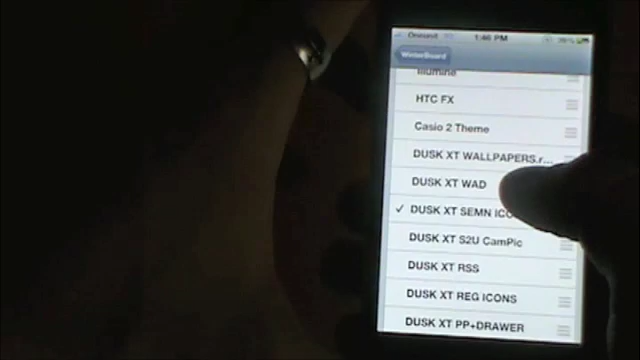 1:46 PM
WinterBoard
Illumine
HTC FX
Casio 2 Theme
DUSK XT WALLPAPERS.r...
DUSK XT WAD
✓ DUSK XT SEMN ICO
DUSK XT S2U CamPic
DUSK XT RSS
DUSK XT REG ICONS
DUSK XT PP+DRAWER